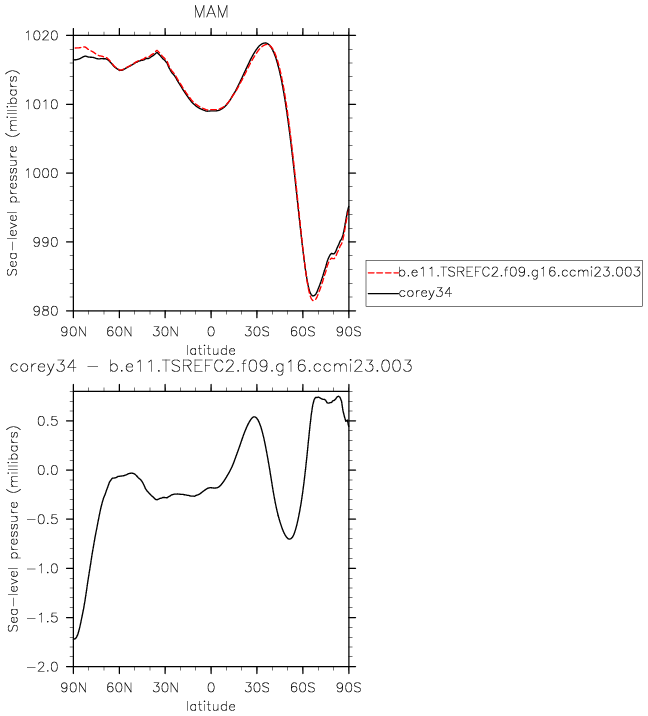 MAM
1020
1010
1000
990
980
Sea-level pressure (millibars)
90N 60N 30N 0 30S 60S 90S
latitude
b.e11.TSREFC2.f09.g16.ccmi23.003
corey34
corey34 - b.e11.TSREFC2.f09.g16.ccmi23.003
0.5
0.0
-0.5
-1.0
-1.5
-2.0
Sea-level pressure (millibars)
90N 60N 30N 0 30S 60S 90S
latitude